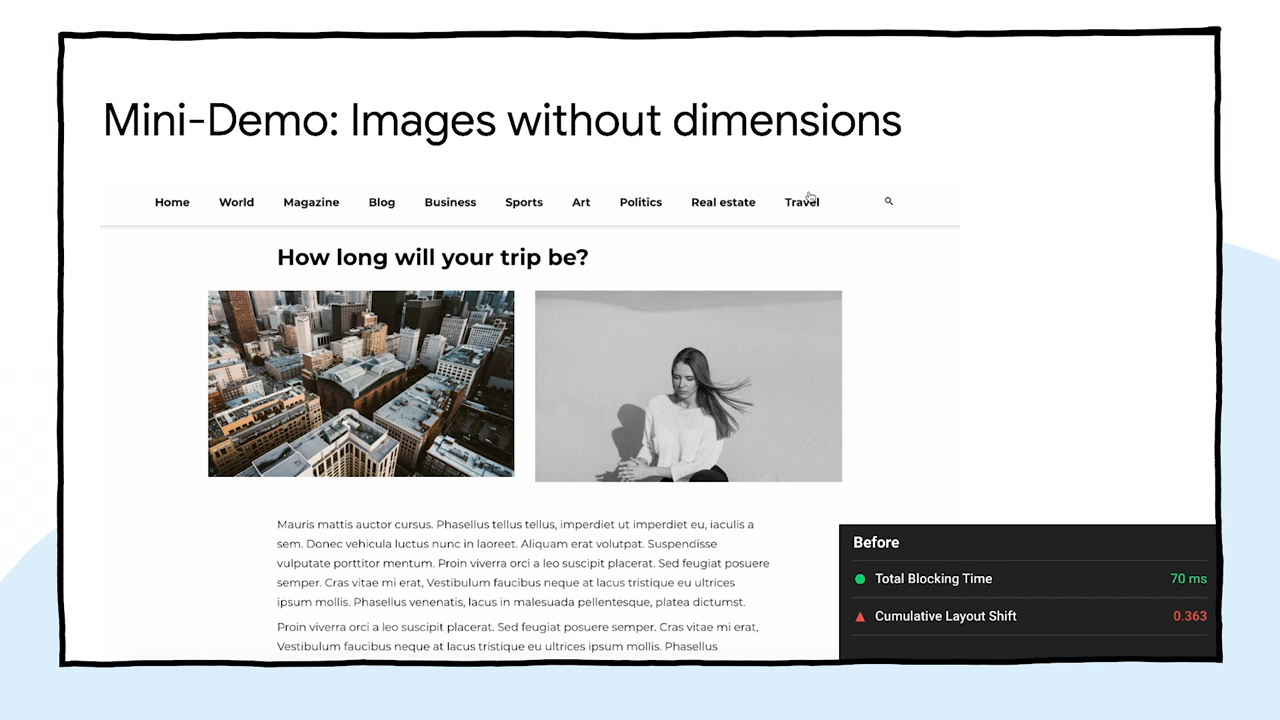 Mini-Demo: Images without dimensions
Home World Magazine Blog Business Sports Art Politics Real estate Travel
How long will your trip be?
Mauris mattis auctor cursus. Phasellus tellus tellus, imperdiet ut imperdiet eu, iaculis a
sem. Donec vehicula luctus nunc in laoreet. Aliquam erat volutpat. Suspendisse
vulputate porttitor mentum. Proin viverra orci a leo suscipit placerat. Sed feugiat posuere
semper. Cras vitae mi erat, Vestibulum faucibus neque at lacus tristique eu ultrices
ipsum mollis. Phasellus venenatis, lacus in malesuada pellentesque, platea dictumst.
Proin viverra orci a leo suscipit placerat. Sed feugiat posuere semper. Cras vitae mi erat,
Vestibulum faucibus neque at lacus tristique eu ultrices ipsum mollis. Phasellus
Before
Total Blocking Time 70 ms
Cumulative Layout Shift 0.363